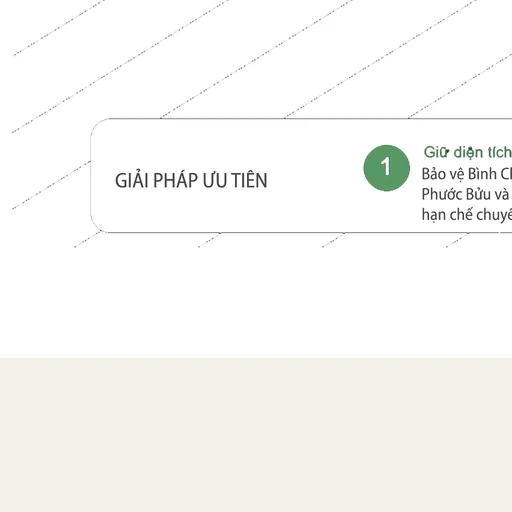 GIẢI PHÁP ƯU TIÊN
1
Giữ diện tích
Bảo vệ Bình
Phước Bửu và
hạn chế